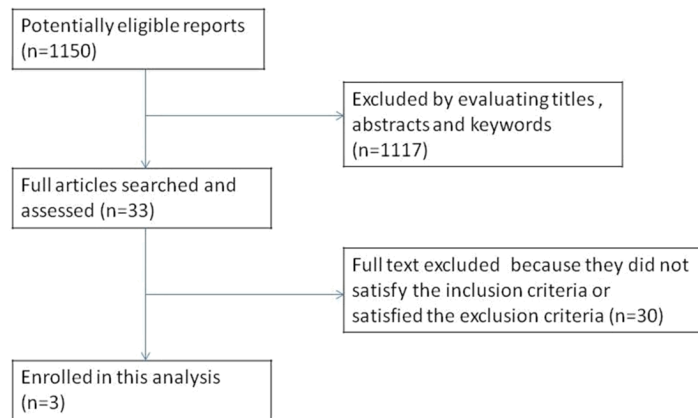 Potentially eligible reports
(n=1150)
Excluded by evaluating titles ,
abstracts and keywords
(n=1117)
Full articles searched and
assessed (n=33)
Full text excluded  because they did not
satisfy the inclusion criteria or
satisfied the exclusion criteria (n=30)
Enrolled in this analysis
(n=3)